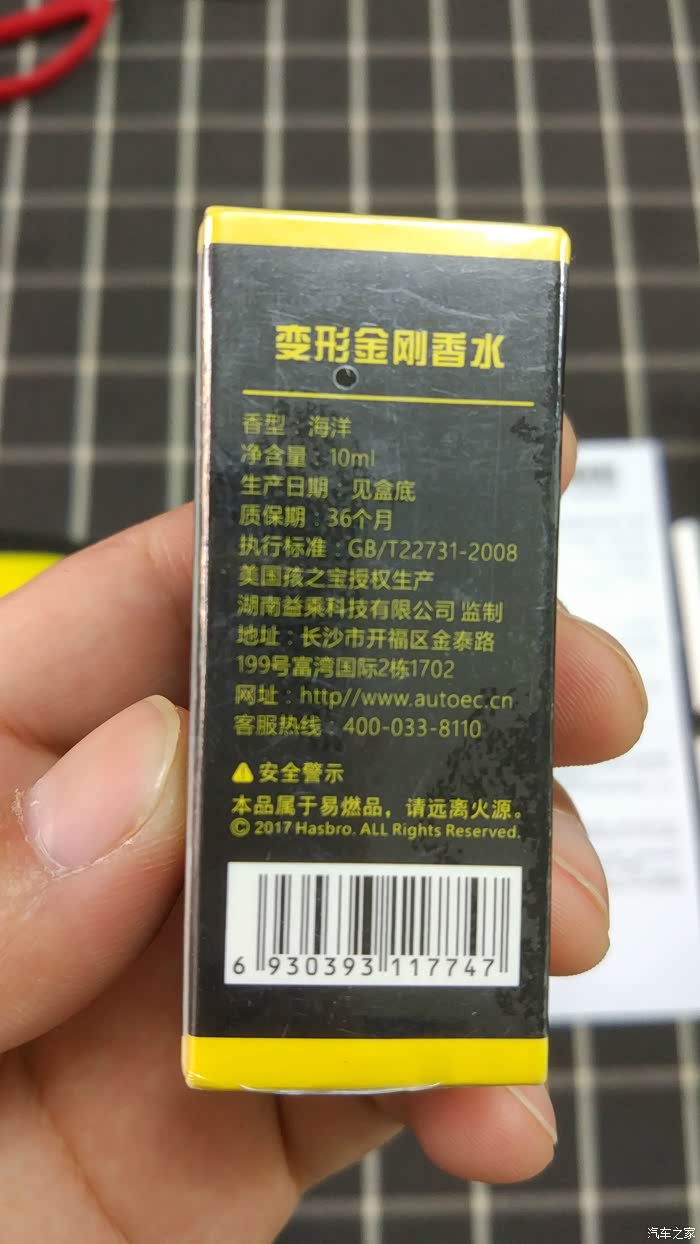 变形金刚香水
香型：海洋
净含量：10ml
生产日期：见盒底
质保期：36个月
执行标准：GB/T22731-2008
美国孩之宝授权生产
湖南益乘科技有限公司 监制
地址：长沙市开福区金泰路
199号富湾国际2栋1702
网址：http//www.autoec.cn
客服热线：400-033-8110
安全警示
本品属于易燃品，请远离火源。
© 2017 Hasbro. ALL Rights Reserved.
6 930393 117747
汽车之家